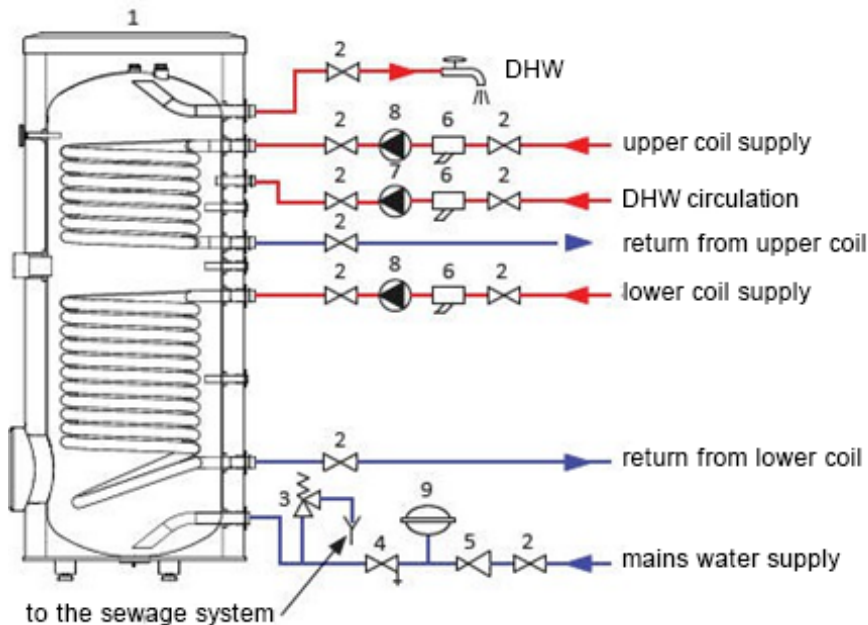 1
2
DHW
2 8 6 2
upper coil supply
2 7 6 2
DHW circulation
2
return from upper coil
2 8 6 2
lower coil supply
2
return from lower coil
3 9
4 5 2
mains water supply
to the sewage system